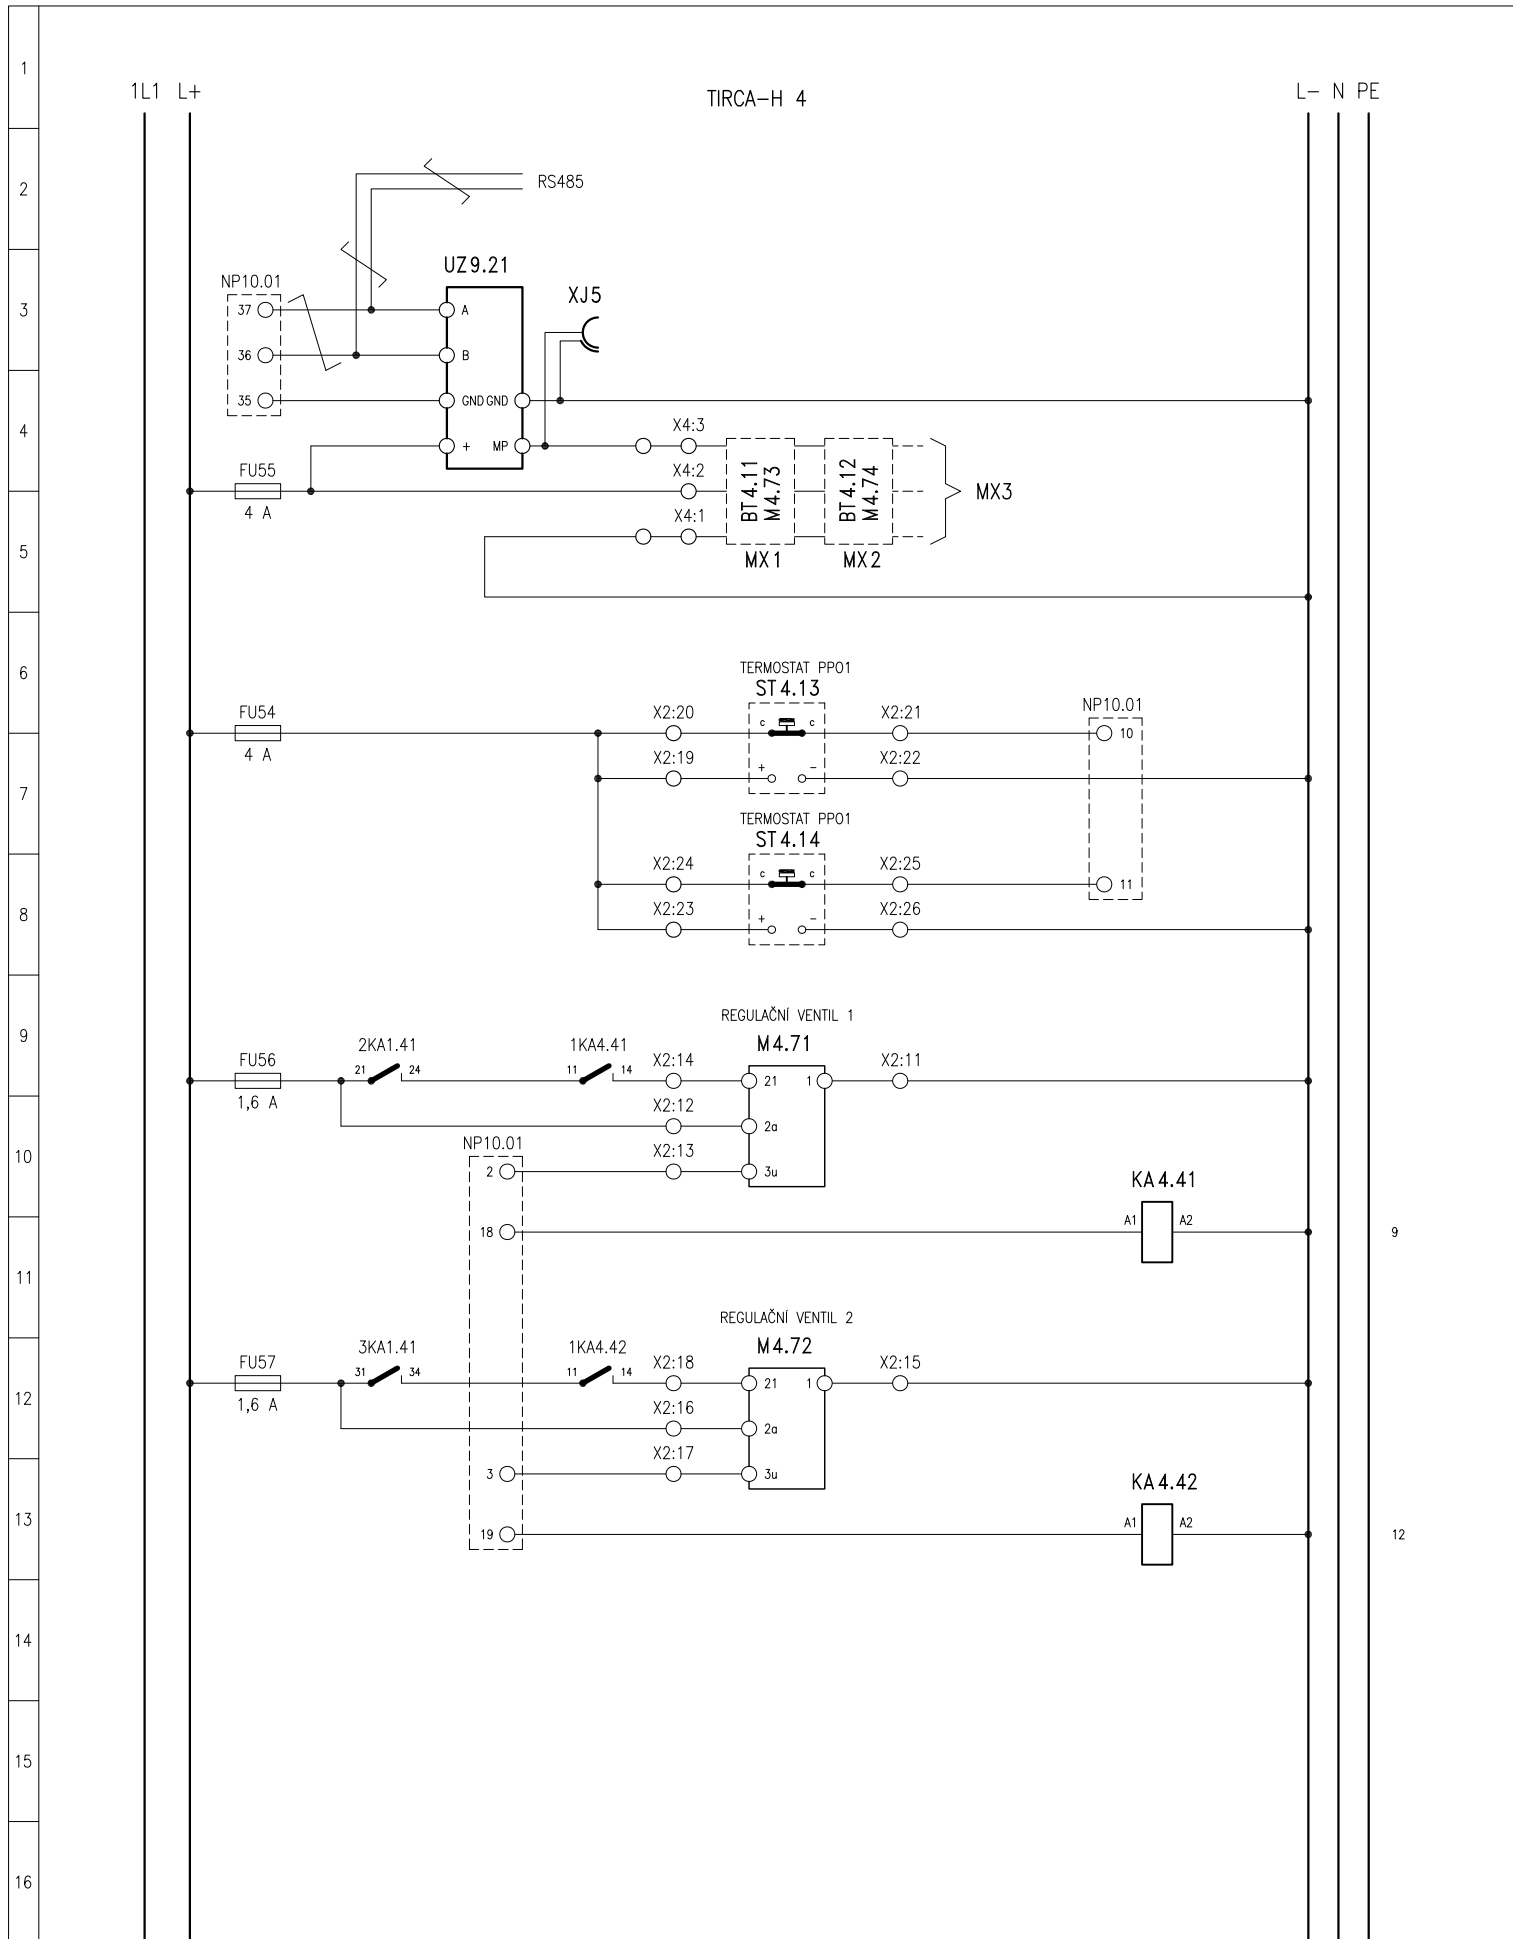 1
1L1 L+ TIRCA-H 4 L- N PE
2
RS485
UZ9.21
NP10.01
XJ5
3
37 A
36 B
35 GND GND
4
X4:3
+ MP
FU55
X4:2
4 A
BT4.11
M4.73
BT4.12
M4.74
MX3
X4:1
5
MX1 MX2
6
TERMOSTAT PP01
ST4.13
FU54 X2:20 X2:21 NP10.01
c c
10
4 A X2:19 X2:22
+ -
7
TERMOSTAT PP01
ST4.14
X2:24 X2:25
c c
11
8
X2:23 X2:26
+ -
REGULAČNÍ VENTIL 1
9
2KA1.41 1KA4.41 M4.71
FU56 X2:14 X2:11
21 24 11 14
21 1
1,6 A X2:12
2a
NP10.01
10
X2:13
2 3u
KA4.41
18 A1 A2 9
11
REGULAČNÍ VENTIL 2
3KA1.41 1KA4.42 M4.72
FU57 X2:18 X2:15
31 34 11 14
21 1
12
1,6 A X2:16
2a
X2:17
3 3u
KA4.42
13
19 A1 A2 12
14
15
16